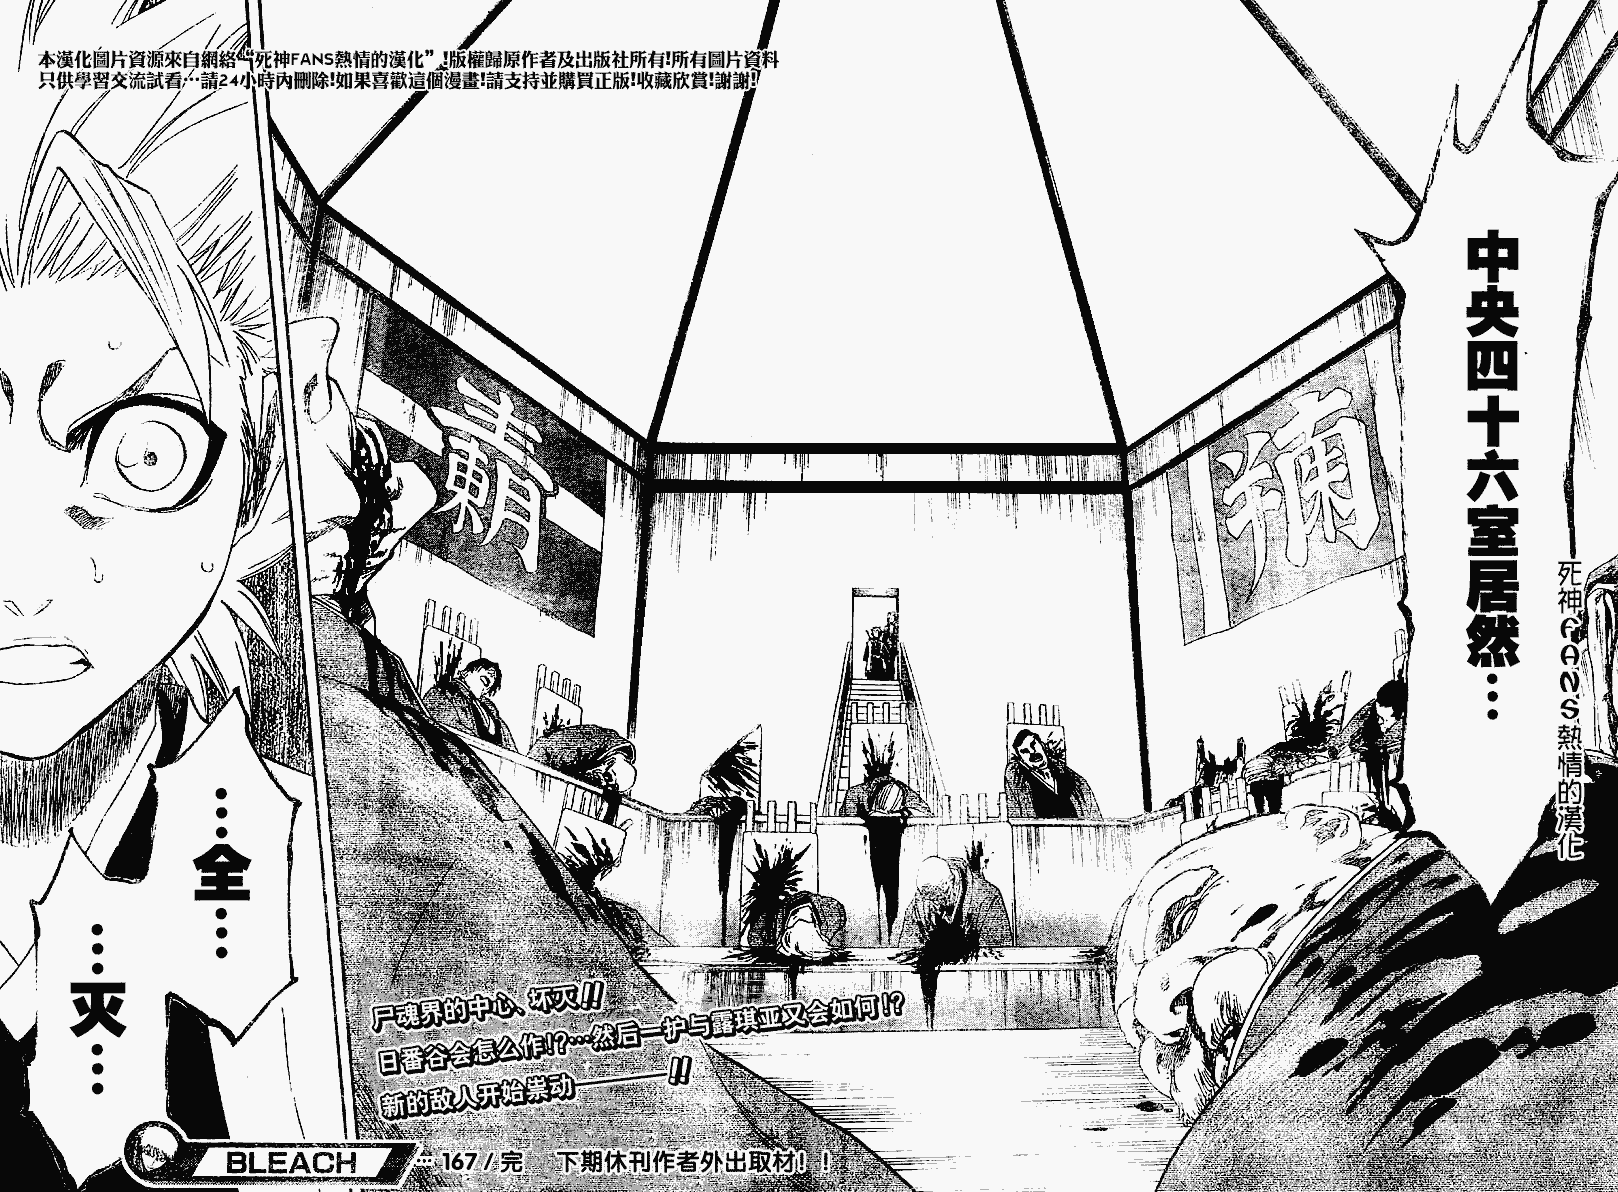 本漢化圖片資源來自網絡“死神FANS熱情的漢化”!版權歸原作者及出版社所有!所有圖片資料
只供學習交流試看…請24小時內刪除!如果喜歡這個漫畫!請支持並購買正版!收藏欣賞!謝謝!
中央四十六室居然……
死神FANS熱情的漢化
……全……
……灭……
尸魂界的中心、坏灭!!
日番谷会怎么作!?…然后一护与露琪亚又会如何!?
新的敌人开始崇动———!!
BLEACH … 167 / 完 下期休刊作者外出取材！！